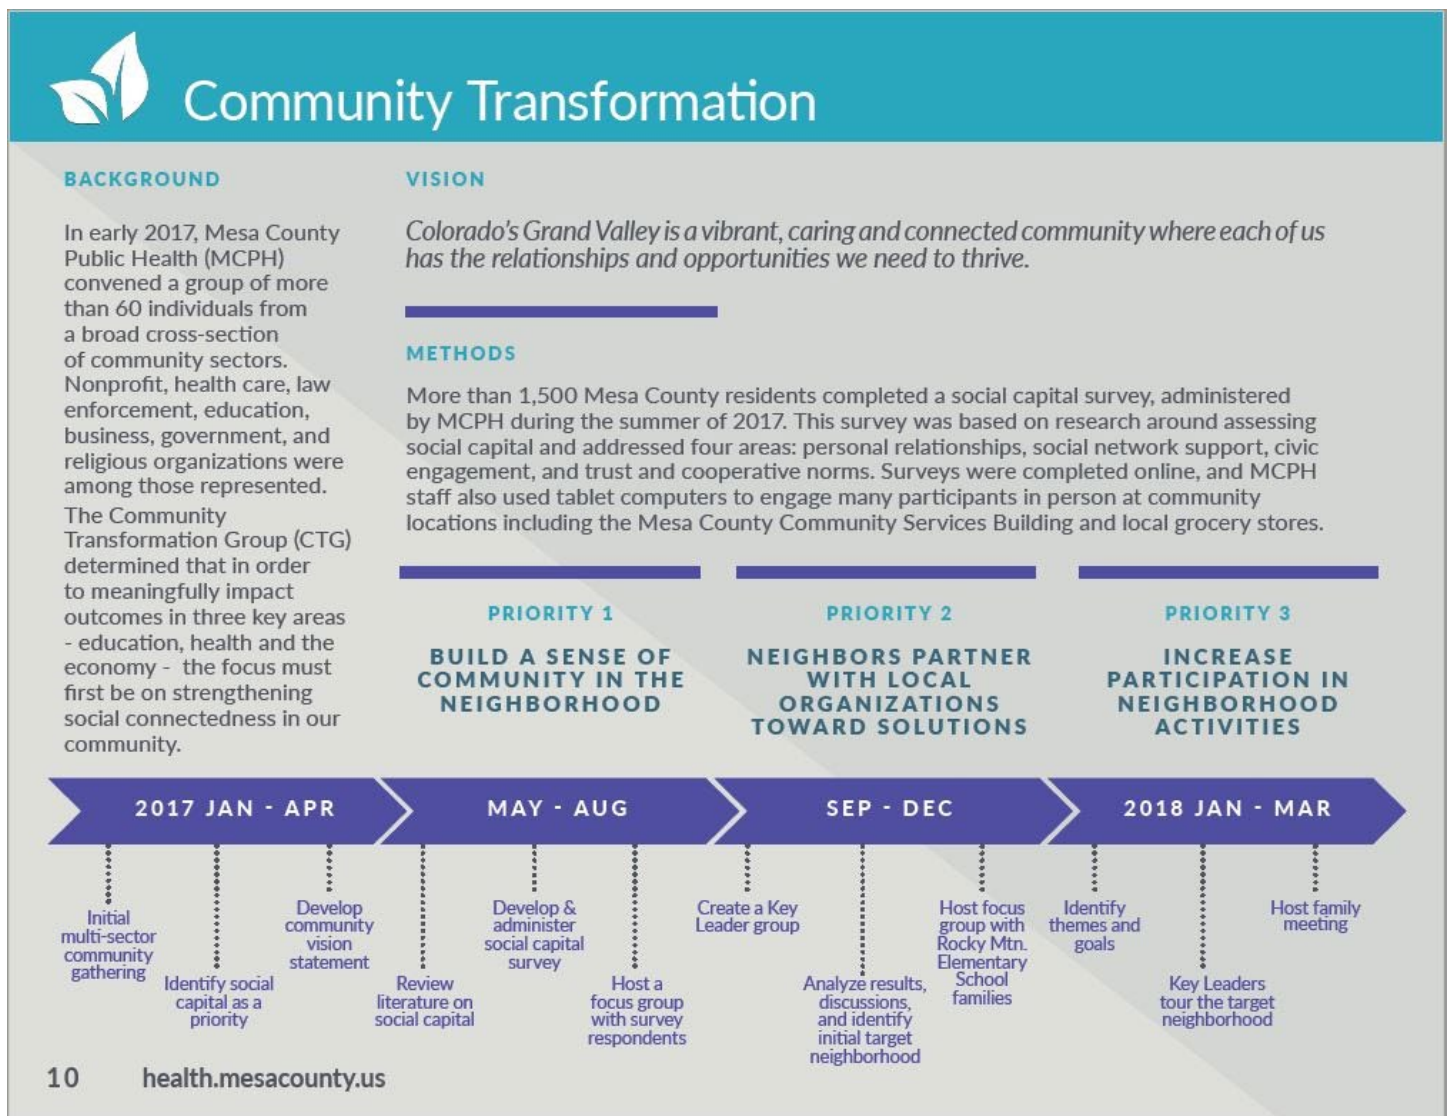 Community Transformation
BACKGROUND
In early 2017, Mesa County
Public Health (MCPH)
convened a group of more
than 60 individuals from
a broad cross-section
of community sectors.
Nonprofit, health care, law
enforcement, education,
business, government, and
religious organizations were
among those represented.
The Community
Transformation Group (CTG)
determined that in order
to meaningfully impact
outcomes in three key areas
- education, health and the
economy - the focus must
first be on strengthening
social connectedness in our
community.
VISION
Colorado's Grand Valley is a vibrant, caring and connected community where each of us
has the relationships and opportunities we need to thrive.
METHODS
More than 1,500 Mesa County residents completed a social capital survey, administered
by MCPH during the summer of 2017. This survey was based on research around assessing
social capital and addressed four areas: personal relationships, social network support, civic
engagement, and trust and cooperative norms. Surveys were completed online, and MCPH
staff also used tablet computers to engage many participants in person at community
locations including the Mesa County Community Services Building and local grocery stores.
PRIORITY 1
BUILD A SENSE OF
COMMUNITY IN THE
NEIGHBORHOOD
PRIORITY 2
NEIGHBORS PARTNER
WITH LOCAL
ORGANIZATIONS
TOWARD SOLUTIONS
PRIORITY 3
INCREASE
PARTICIPATION IN
NEIGHBORHOOD
ACTIVITIES
2017 JAN - APR
Initial
multi-sector
community
gathering
Identify social
capital as a
priority
Develop
community
vision
statement
MAY - AUG
Review
literature on
social capital
Develop &
administer
social capital
survey
Host a
focus group
with survey
respondents
SEP - DEC
Create a Key
Leader group
Analyze results,
discussions,
and identify
initial target
neighborhood
Host focus
group with
Rocky Mtn.
Elementary
School
families
2018 JAN - MAR
Identify
themes and
goals
Key Leaders
tour the target
neighborhood
Host family
meeting
10 health.mesacounty.us